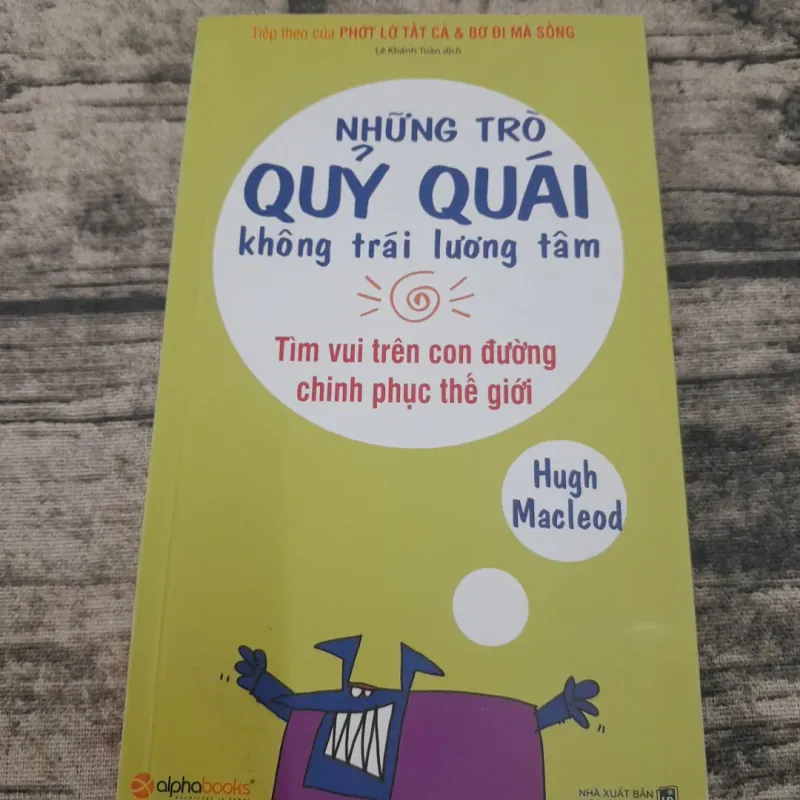 Tiếp theo của PHỚT LỜ TẤT CẢ & BƠ ĐI MÀ SỐNG
Lê Khánh Toàn dịch
NHỮNG TRÒ
QUỶ QUÁI
không trái lương tâm
Tìm vui trên con đường
chinh phục thế giới
Hugh
Macleod
alphabooks®
NHÀ XUẤT BẢN